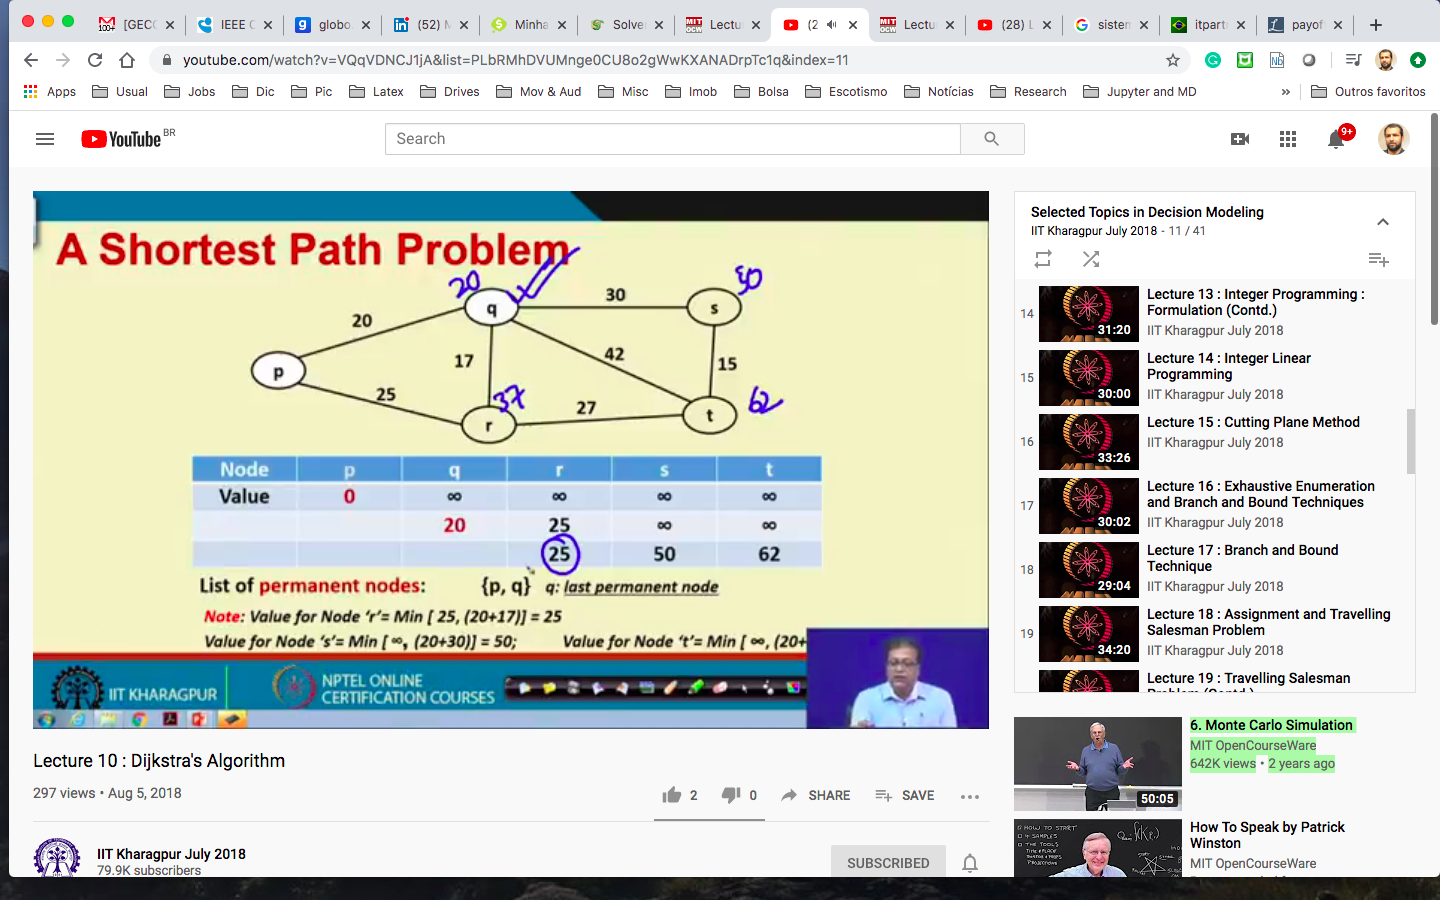 [GEC
IEEE C
globo.
(52) M
Minha
Solve
Lectu
(2
Lectu
(28) L
sistem
itpart
payof
youtube.com/watch?v=VQqVDNCJ1jA&list=PLbRMhDVUMnge0CU8o2gWwKXANADrpTc1q&index=11
Apps Usual Jobs Dic Pic Latex Drives Mov & Aud Misc Imob Bolsa Escotismo Notícias Research Jupyter and MD » Outros favoritos
YouTube BR
Search
9+
A Shortest Path Problem
20
q
30
s
50
20
17
42
15
p
25
37
r
27
t
62
Node p q r s t
Value 0 ∞ ∞ ∞ ∞
20 25 ∞ ∞
25 50 62
List of permanent nodes: {p, q} q: last permanent node
Note: Value for Node 'r'= Min [ 25, (20+17)] = 25
Value for Node 's'= Min [ ∞, (20+30)] = 50; Value for Node 't'= Min [ ∞, (20+
IIT KHARAGPUR
NPTEL ONLINE
CERTIFICATION COURSES
Lecture 10 : Dijkstra's Algorithm
297 views • Aug 5, 2018
2 0 SHARE SAVE
IIT Kharagpur July 2018
79.9K subscribers
SUBSCRIBED
Selected Topics in Decision Modeling
IIT Kharagpur July 2018 - 11 / 41
14
31:20
Lecture 13 : Integer Programming :
Formulation (Contd.)
IIT Kharagpur July 2018
15
30:00
Lecture 14 : Integer Linear
Programming
IIT Kharagpur July 2018
16
33:26
Lecture 15 : Cutting Plane Method
IIT Kharagpur July 2018
17
30:02
Lecture 16 : Exhaustive Enumeration
and Branch and Bound Techniques
IIT Kharagpur July 2018
18
29:04
Lecture 17 : Branch and Bound
Technique
IIT Kharagpur July 2018
19
34:20
Lecture 18 : Assignment and Travelling
Salesman Problem
IIT Kharagpur July 2018
Lecture 19 : Travelling Salesman
Problem (Contd.)
50:05
6. Monte Carlo Simulation
MIT OpenCourseWare
642K views • 2 years ago
How To Speak by Patrick
Winston
MIT OpenCourseWare